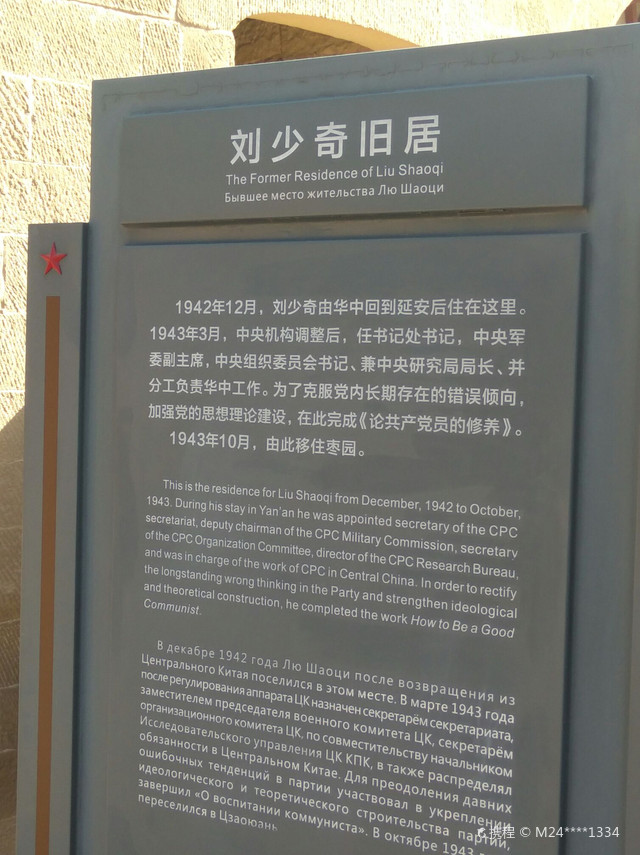 刘少奇旧居
The Former Residence of Liu Shaoqi
Бывшее место жительства Лю Шаоци
1942年12月，刘少奇由华中回到延安后住在这里。
1943年3月，中央机构调整后，任书记处书记，中央军
委副主席，中央组织委员会书记、兼中央研究局局长、并
分工负责华中工作。为了克服党内长期存在的错误倾向，
加强党的思想理论建设，在此完成《论共产党员的修养》。
1943年10月，由此移住枣园。
This is the residence for Liu Shaoqi from December, 1942 to October,
1943. During his stay in Yan'an he was appointed secretary of the CPC
secretariat, deputy chairman of the CPC Military Commission, secretary
of the CPC Organization Committee, director of the CPC Research Bureau,
and was in charge of the work of CPC in Central China. In order to rectify
the longstanding wrong thinking in the Party and strengthen ideological
and theoretical construction, he completed the work How to Be a Good
Communist.
В декабре 1942 года Лю Шаоци после возвращения из
Центрального Китая поселился в этом месте. В марте 1943 года
после регулирования аппарата ЦК назначен секретарём секретариата,
заместителем председателя военного комитета ЦК, секретарём
организационного комитета ЦК, по совместительству начальником
Исследовательского управления ЦК КПК, в также распределял
обязанности в Центральном Китае. Для преодоления давних
ошибочных тенденций в партии участвовал в укреплении
идеологического и теоретического строительства партии,
завершил «О воспитании коммуниста». В октябре 1943
переселился в Цзаоюань
携程 © M24****1334